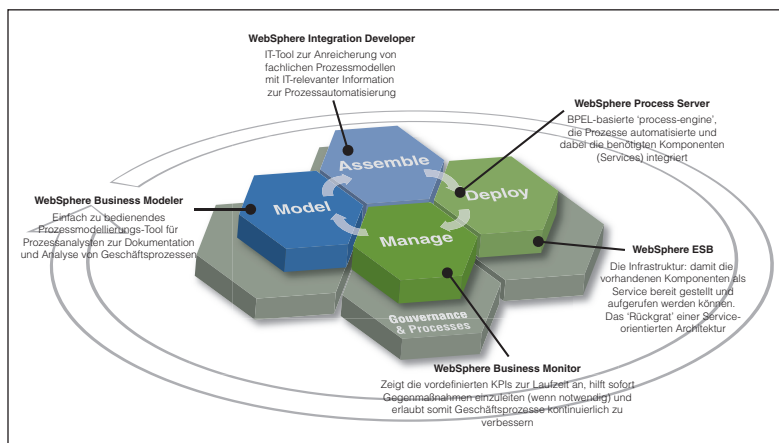 WebSphere Integration Developer
IT-Tool zur Anreicherung von
fachlichen Prozessmodellen
mit IT-relevanter Information
zur Prozessautomatisierung
WebSphere Process Server
BPEL-basierte ‘process-engine’,
die Prozesse automatisierte und
dabei die benötigten Komponenten
(Services) integriert
Assemble
Deploy
Model
Manage
WebSphere Business Modeler
Einfach zu bedienendes
Prozessmodellierungs-Tool für
Prozessanalysten zur Dokumentation
und Analyse von Geschäftsprozessen
WebSphere ESB
Die Infrastruktur: damit die
vorhandenen Komponenten als
Service bereit gestellt und
aufgerufen werden können.
Das ‘Rückgrat’ einer Service-
orientierten Architektur
Gouvernance
& Processes
WebSphere Business Monitor
Zeigt die vordefinierten KPIs zur Laufzeit an, hilft sofort
Gegenmaßnahmen einzuleiten (wenn notwendig) und
erlaubt somit Geschäftsprozesse kontinuierlich zu
verbessern